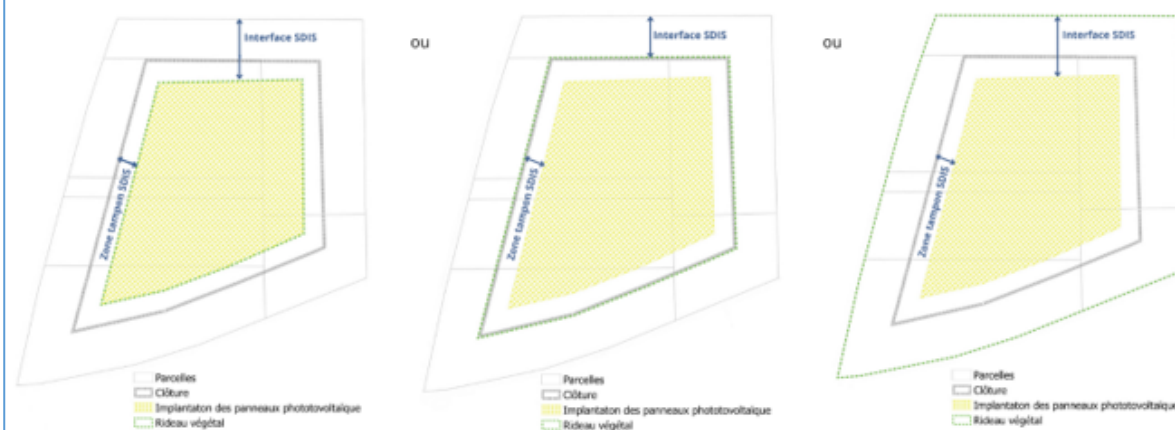 Interface SDIS
Zone tampon SDIS
Parcelles
Clôture
Implantaton des panneaux phototovoltaïque
Rideau végétal
ou
Interface SDIS
Zone tampon SDIS
Parcelles
Clôture
Implantaton des panneaux phototovoltaïque
Rideau végétal
ou
Interface SDIS
Zone tampon SDIS
Parcelles
Clôture
Implantaton des panneaux phototovoltaïque
Rideau végétal